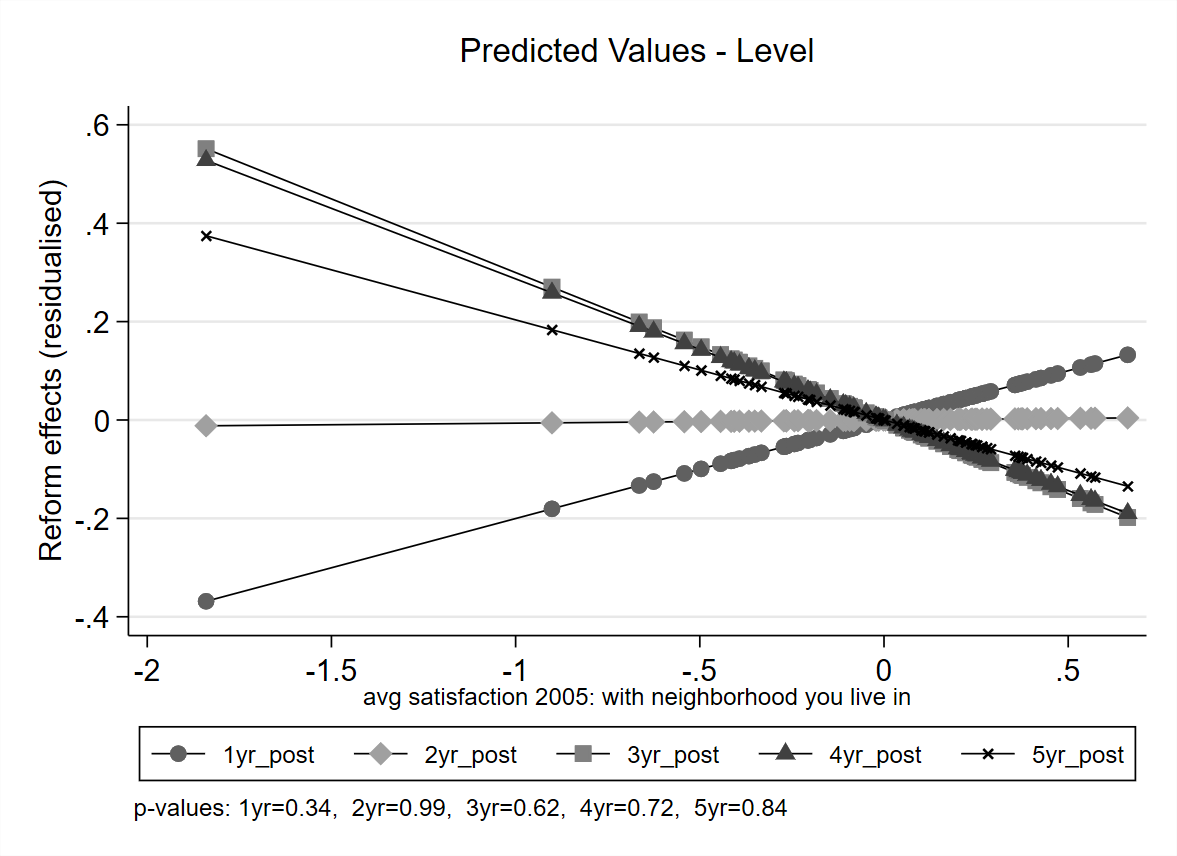 Predicted Values - Level
Reform effects (residualised)
.6
.4
.2
0
-.2
-.4
-2
-1.5
-1
-.5
0
.5
avg satisfaction 2005: with neighborhood you live in
1yr_post
2yr_post
3yr_post
4yr_post
5yr_post
p-values: 1yr=0.34,  2yr=0.99,  3yr=0.62,  4yr=0.72,  5yr=0.84